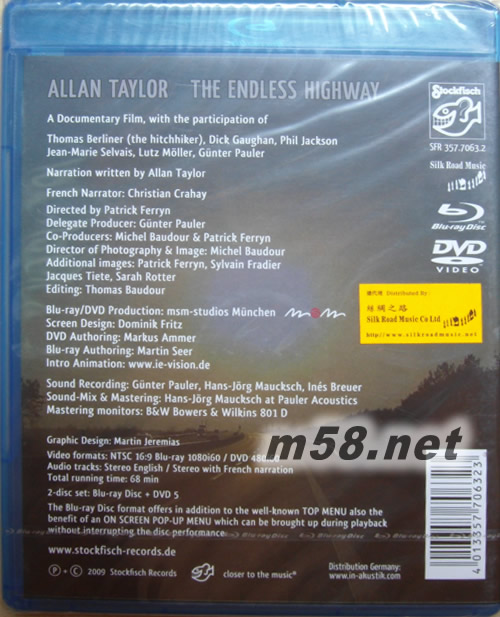 ALLAN TAYLOR THE ENDLESS HIGHWAY
A Documentary Film, with the participation of
Thomas Berliner (the hitchhiker), Dick Gaughan, Phil Jackson
Jean-Marie Selvais, Lutz Möller, Günter Pauler
Narration written by Allan Taylor
French Narrator: Christian Crahay
Directed by Patrick Ferryn
Delegate Producer: Günter Pauler
Co-Producers: Michel Baudour & Patrick Ferryn
Director of Photography & Image: Michel Baudour
Additional images: Patrick Ferryn, Sylvain Fradier
Jacques Tiete, Sarah Rotter
Editing: Thomas Baudour
Blu-ray/DVD Production: msm-studios München
msm
Screen Design: Dominik Fritz
DVD Authoring: Markus Ammer
Blu-ray Authoring: Martin Seer
Intro Animation: www.ie-vision.de
Sound Recording: Günter Pauler, Hans-Jörg Maucksch, Inés Breuer
Sound-Mix & Mastering: Hans-Jörg Maucksch at Pauler Acoustics
Mastering monitors: B&W Bowers & Wilkins 801 D
Graphic Design: Martin Jeremias
Video formats: NTSC 16:9 Blu-ray 1080i60 / DVD
Audio tracks: Stereo English / Stereo with French narration
Total running time: 68 min
2-disc set: Blu-ray Disc + DVD 5
The Blu-ray Disc format offers in addition to the well-known TOP MENU also the
benefit of an ON SCREEN POP-UP MENU which can be brought up during playback
without interrupting the disc performance.
www.stockfisch-records.de
P + C 2009 Stockfisch Records
closer to the music®
Distribution Germany:
www.in-akustik.com
Stockfisch
SFR 357.7063.2
Silk Road Music
Blu-ray Disc
DVD
VIDEO
總代理 Distributed By :
絲綢之路
Silk Road Music Co Ltd
http://www.silkroadmusic.net
m58.net
4 013357 706323